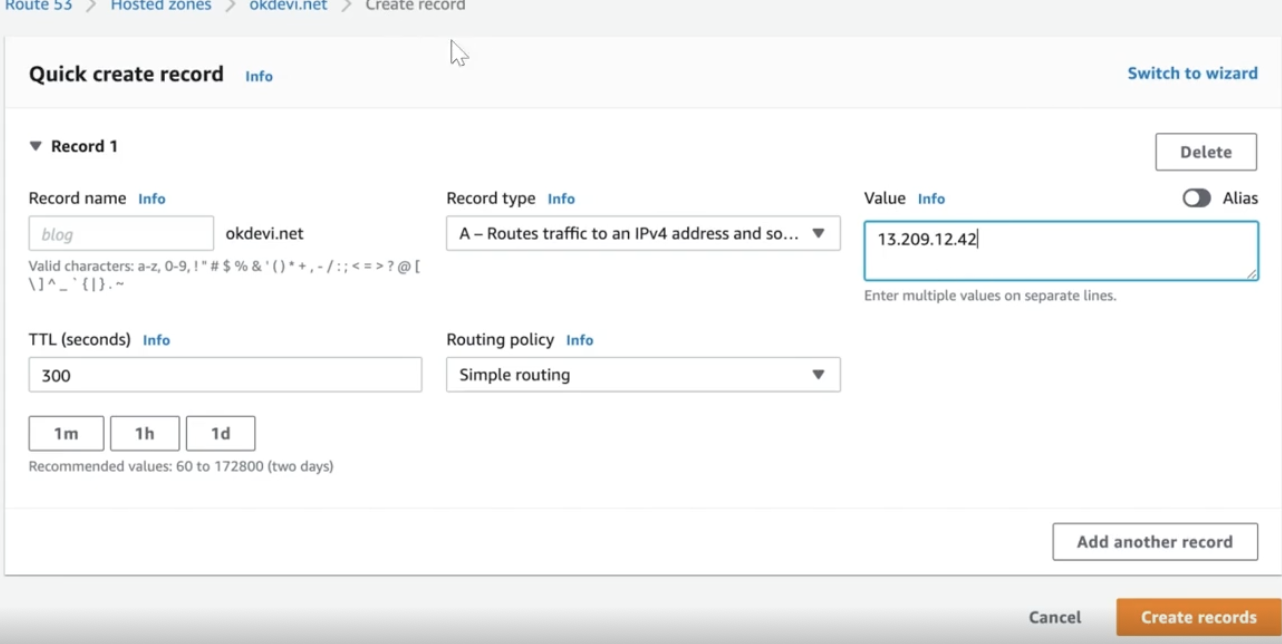 Route 53 > Hosted zones > okdevi.net > Create record
Quick create record Info
Switch to wizard
▼ Record 1
Delete
Record name Info
Record type Info
Value Info
Alias
blog
okdevi.net
A – Routes traffic to an IPv4 address and so...
13.209.12.42
Valid characters: a-z, 0-9, ! " # $ % & ' ( ) * + , - / : ; < = > ? @ [
\ ] ^ _ ` { | } . ~
Enter multiple values on separate lines.
TTL (seconds) Info
Routing policy Info
300
Simple routing
1m
1h
1d
Recommended values: 60 to 172800 (two days)
Add another record
Cancel
Create records